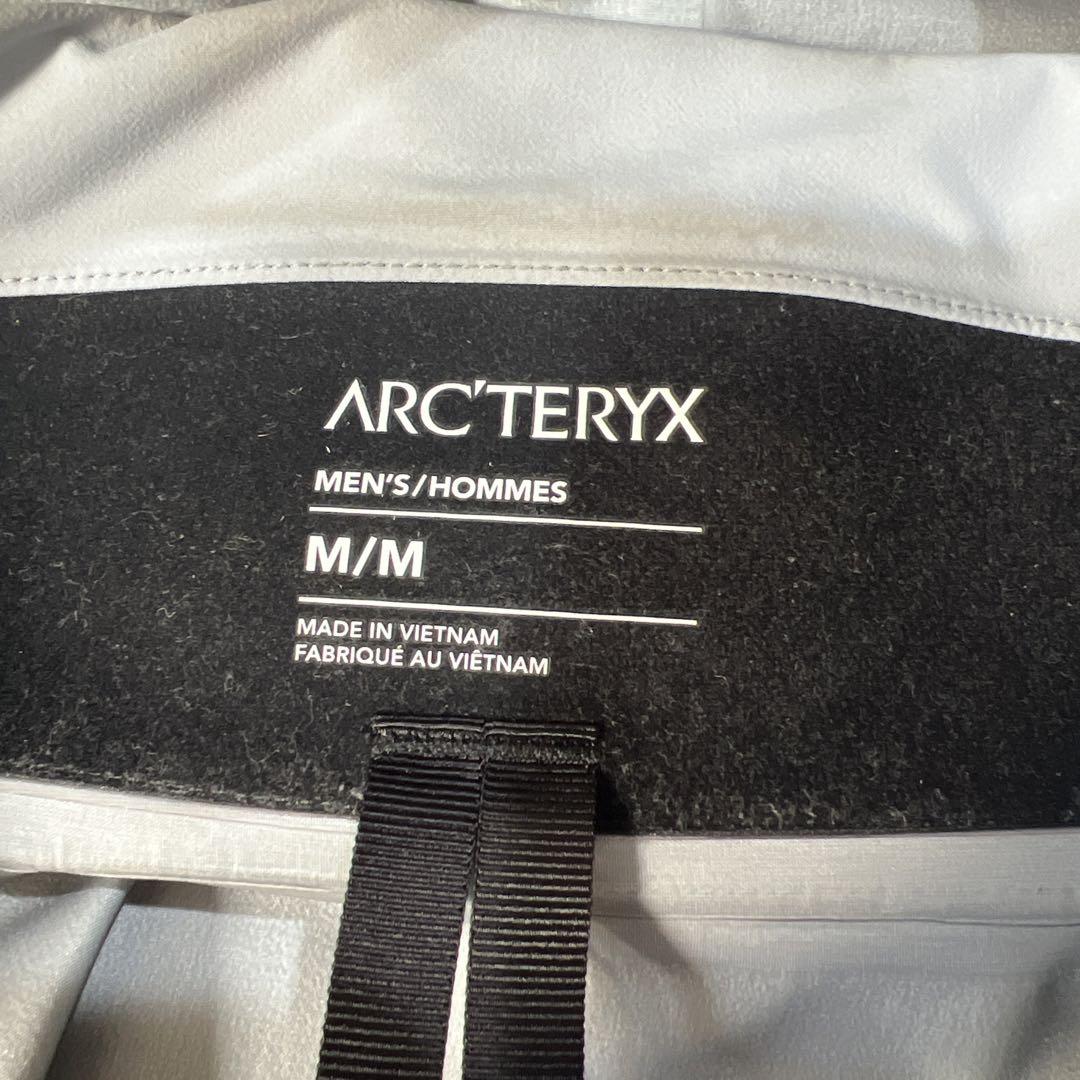 ARC'TERYX
MEN'S/HOMMES
M/M
MADE IN VIETNAM
FABRIQUÉ AU VIÊTNAM